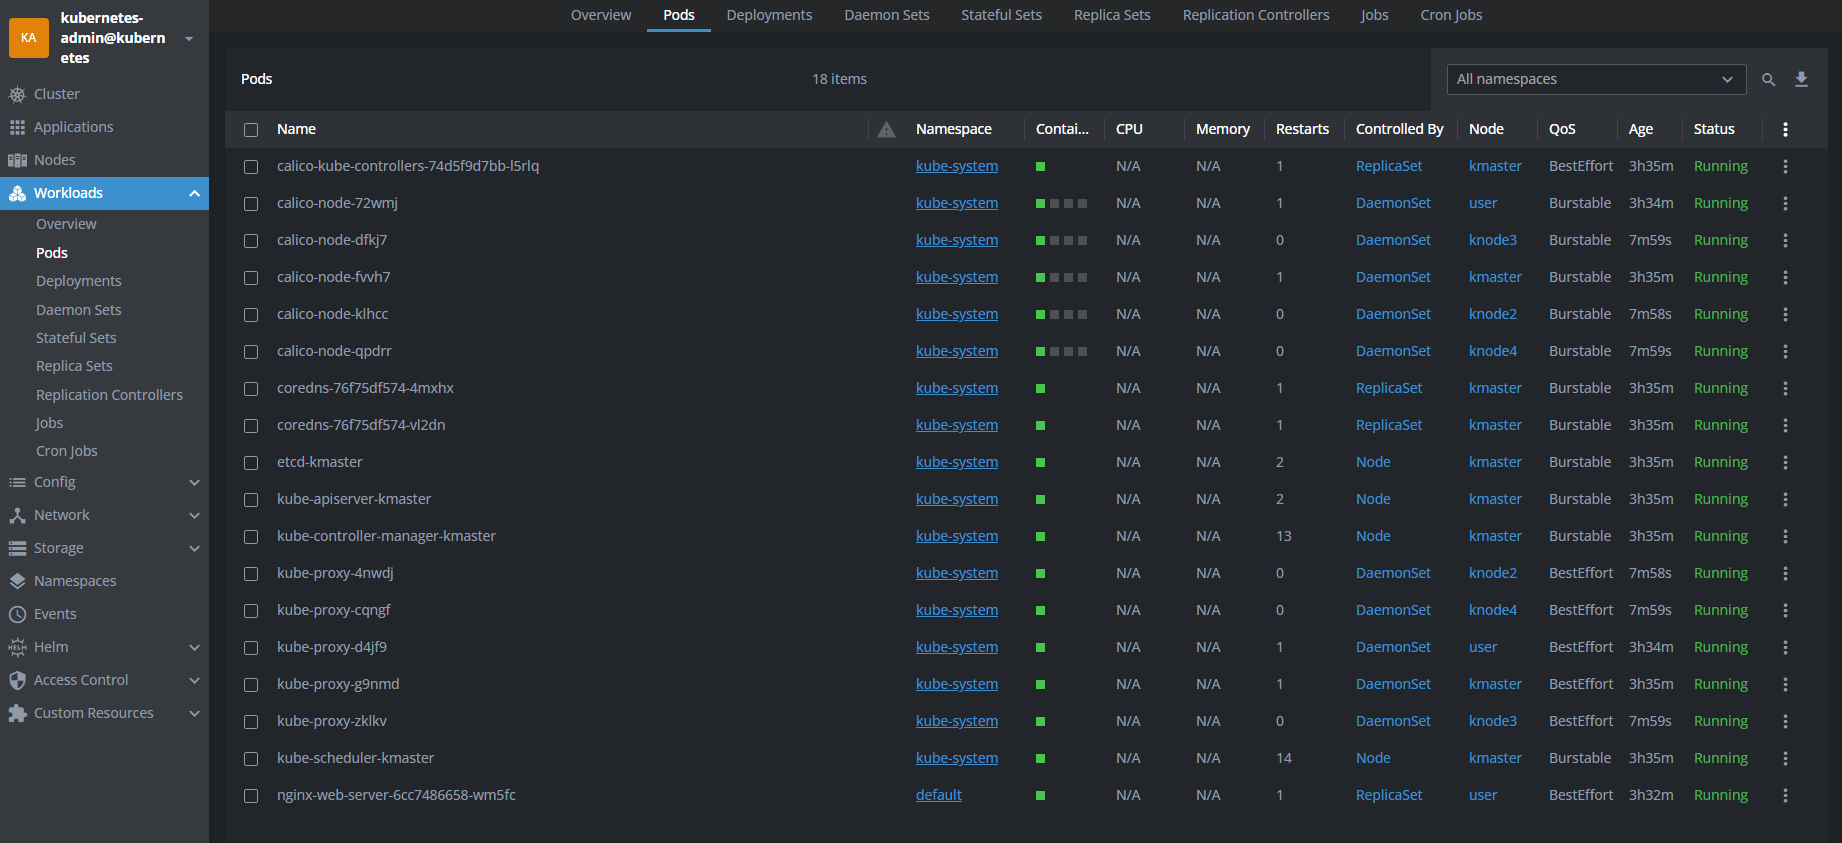 KA
kubernetes-
admin@kubern
etes
Cluster
Applications
Nodes
Workloads
Overview
Pods
Deployments
Daemon Sets
Stateful Sets
Replica Sets
Replication Controllers
Jobs
Cron Jobs
Config
Network
Storage
Namespaces
Events
Helm
Access Control
Custom Resources
Overview Pods Deployments Daemon Sets Stateful Sets Replica Sets Replication Controllers Jobs Cron Jobs
Pods 18 items All namespaces
Name Namespace Contai... CPU Memory Restarts Controlled By Node QoS Age Status
calico-kube-controllers-74d5f9d7bb-l5rlq kube-system N/A N/A 1 ReplicaSet kmaster BestEffort 3h35m Running
calico-node-72wmj kube-system N/A N/A 1 DaemonSet user Burstable 3h34m Running
calico-node-dfkj7 kube-system N/A N/A 0 DaemonSet knode3 Burstable 7m59s Running
calico-node-fvvh7 kube-system N/A N/A 1 DaemonSet kmaster Burstable 3h35m Running
calico-node-klhcc kube-system N/A N/A 0 DaemonSet knode2 Burstable 7m58s Running
calico-node-qpdrr kube-system N/A N/A 0 DaemonSet knode4 Burstable 7m59s Running
coredns-76f75df574-4mxhx kube-system N/A N/A 1 ReplicaSet kmaster Burstable 3h35m Running
coredns-76f75df574-vl2dn kube-system N/A N/A 1 ReplicaSet kmaster Burstable 3h35m Running
etcd-kmaster kube-system N/A N/A 2 Node kmaster Burstable 3h35m Running
kube-apiserver-kmaster kube-system N/A N/A 2 Node kmaster Burstable 3h35m Running
kube-controller-manager-kmaster kube-system N/A N/A 13 Node kmaster Burstable 3h35m Running
kube-proxy-4nwdj kube-system N/A N/A 0 DaemonSet knode2 BestEffort 7m58s Running
kube-proxy-cqngf kube-system N/A N/A 0 DaemonSet knode4 BestEffort 7m59s Running
kube-proxy-d4jf9 kube-system N/A N/A 1 DaemonSet user BestEffort 3h34m Running
kube-proxy-g9nmd kube-system N/A N/A 1 DaemonSet kmaster BestEffort 3h35m Running
kube-proxy-zklkv kube-system N/A N/A 0 DaemonSet knode3 BestEffort 7m59s Running
kube-scheduler-kmaster kube-system N/A N/A 14 Node kmaster Burstable 3h35m Running
nginx-web-server-6cc7486658-wm5fc default N/A N/A 1 ReplicaSet user BestEffort 3h32m Running